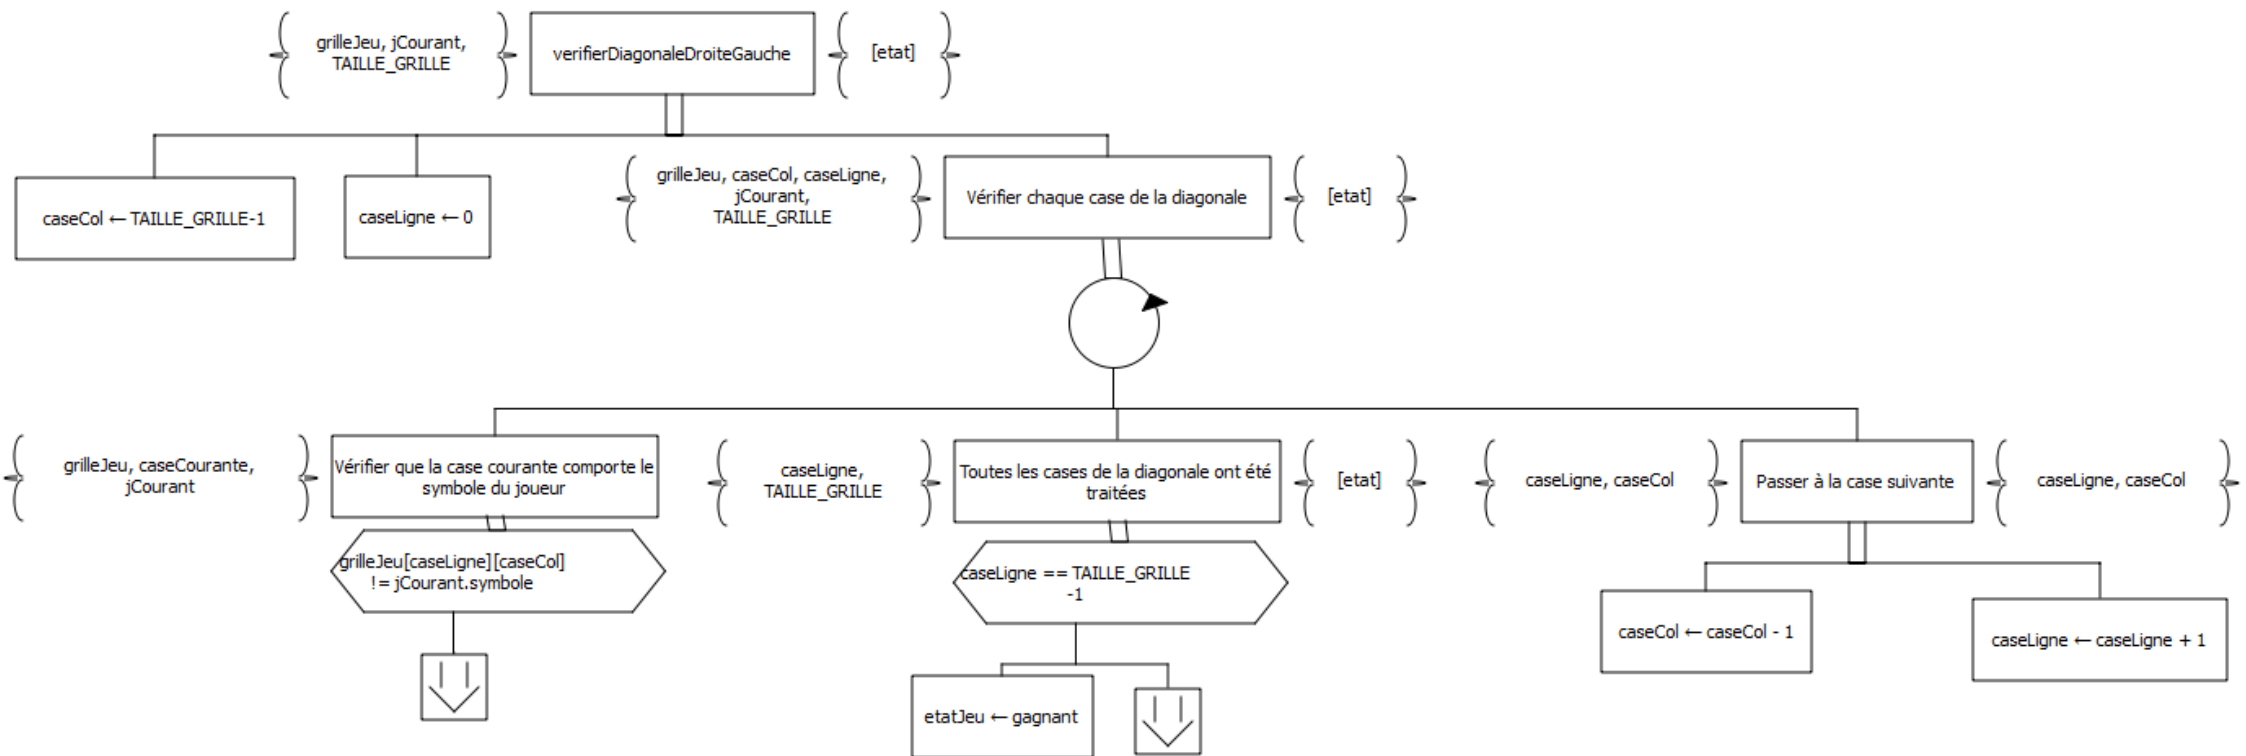 grilleJeu, jCourant,
TAILLE_GRILLE
verifierDiagonaleDroiteGauche
[etat]
caseCol ← TAILLE_GRILLE-1
caseLigne ← 0
grilleJeu, caseCol, caseLigne,
jCourant,
TAILLE_GRILLE
Vérifier chaque case de la diagonale
[etat]
grilleJeu, caseCourante,
jCourant
Vérifier que la case courante comporte le
symbole du joueur
caseLigne,
TAILLE_GRILLE
Toutes les cases de la diagonale ont été
traitées
[etat]
caseLigne, caseCol
Passer à la case suivante
caseLigne, caseCol
grilleJeu[caseLigne][caseCol]
!= jCourant.symbole
caseLigne == TAILLE_GRILLE
-1
caseCol ← caseCol - 1
caseLigne ← caseLigne + 1
etatJeu ← gagnant